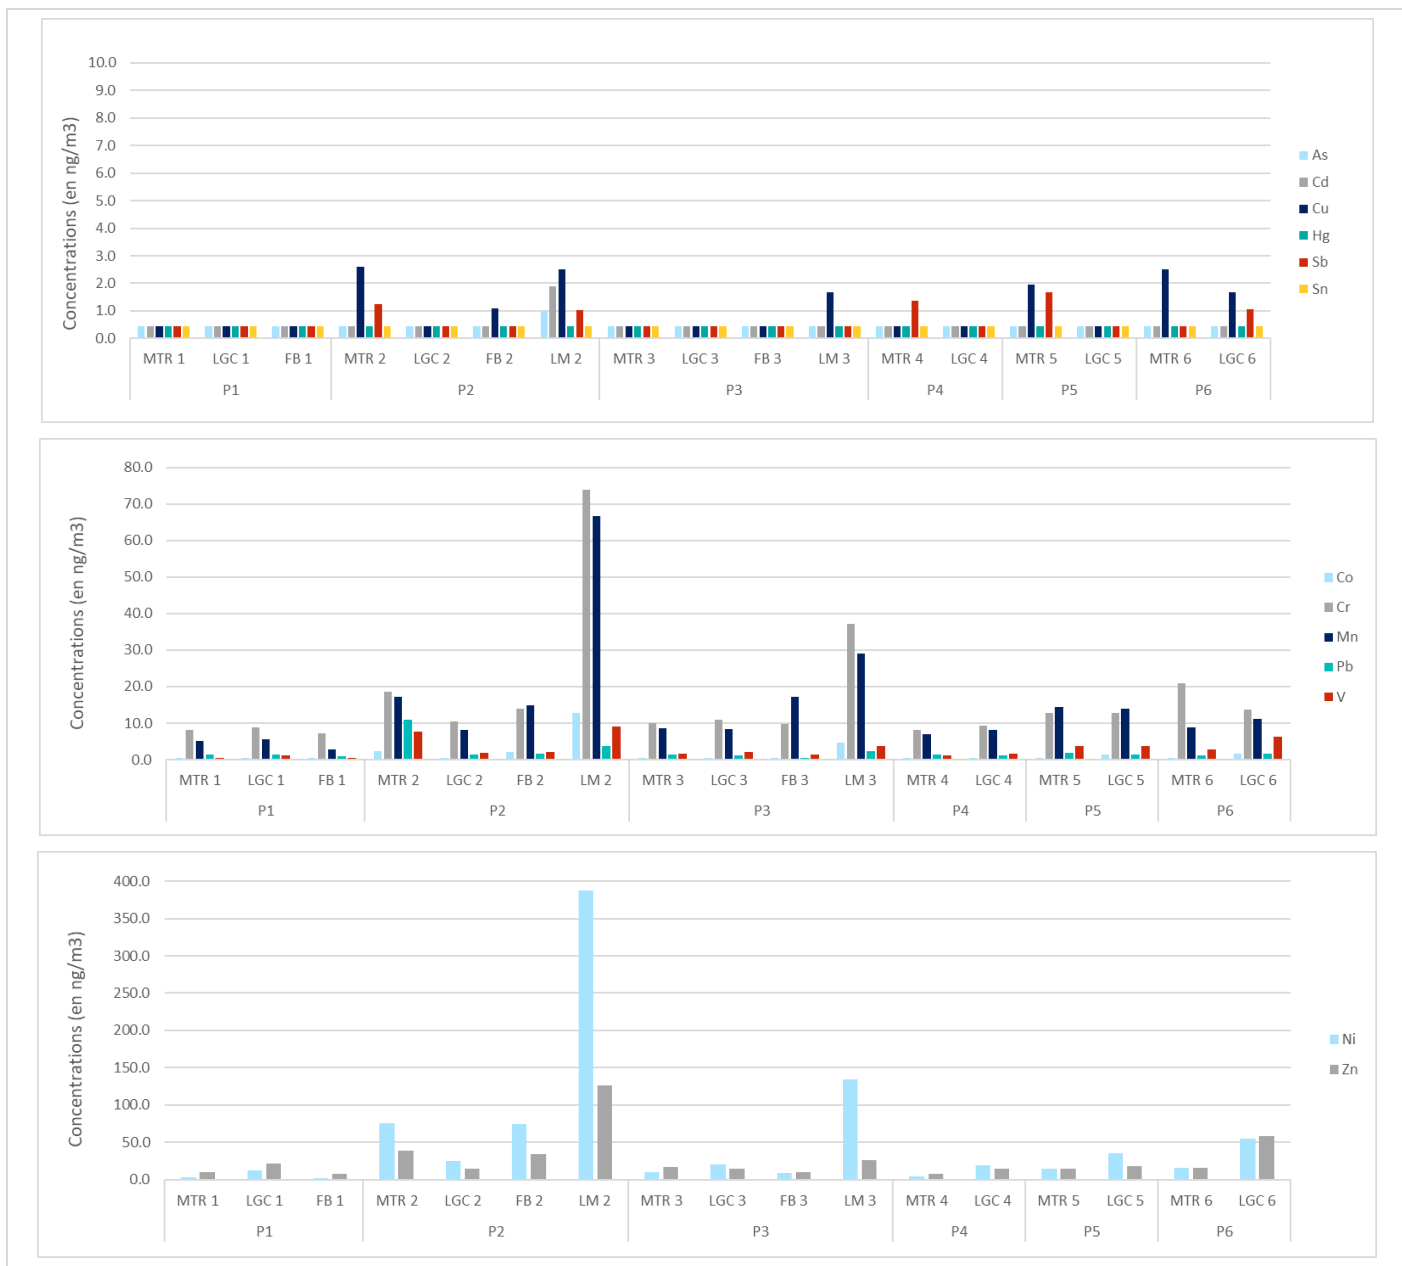 10.0
9.0
8.0
7.0
6.0
5.0
4.0
3.0
2.0
1.0
0.0
Concentrations (en ng/m3)
MTR 1 LGC 1 FB 1 MTR 2 LGC 2 FB 2 LM 2 MTR 3 LGC 3 FB 3 LM 3 MTR 4 LGC 4 MTR 5 LGC 5 MTR 6 LGC 6
P1 P2 P3 P4 P5 P6
As
Cd
Cu
Hg
Sb
Sn
80.0
70.0
60.0
50.0
40.0
30.0
20.0
10.0
0.0
Concentrations (en ng/m3)
MTR 1 LGC 1 FB 1 MTR 2 LGC 2 FB 2 LM 2 MTR 3 LGC 3 FB 3 LM 3 MTR 4 LGC 4 MTR 5 LGC 5 MTR 6 LGC 6
P1 P2 P3 P4 P5 P6
Co
Cr
Mn
Pb
V
400.0
350.0
300.0
250.0
200.0
150.0
100.0
50.0
0.0
Concentrations (en ng/m3)
MTR 1 LGC 1 FB 1 MTR 2 LGC 2 FB 2 LM 2 MTR 3 LGC 3 FB 3 LM 3 MTR 4 LGC 4 MTR 5 LGC 5 MTR 6 LGC 6
P1 P2 P3 P4 P5 P6
Ni
Zn